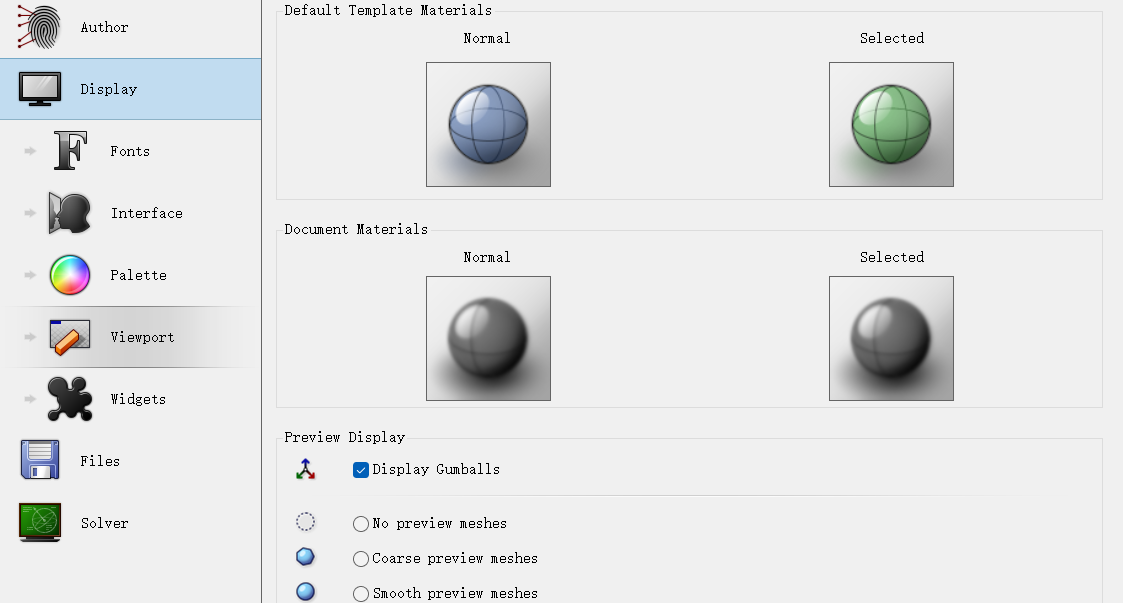 Author
Display
Fonts
Interface
Palette
Viewport
Widgets
Files
Solver
Default Template Materials
Normal
Selected
Document Materials
Normal
Selected
Preview Display
Display Gumballs
No preview meshes
Coarse preview meshes
Smooth preview meshes